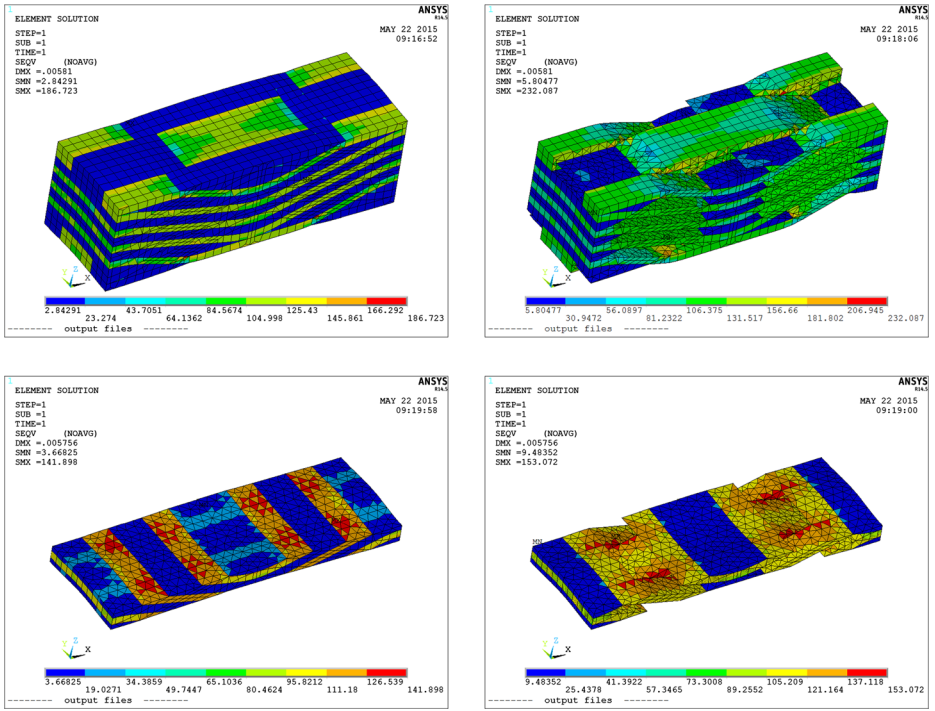 1
ELEMENT SOLUTION
STEP=1
SUB =1
TIME=1
SEQV (NOAVG)
DMX =.00581
SMN =2.84291
SMX =186.723
ANSYS
R14.5
MAY 22 2015
09:16:52
Y Z X
2.84291 43.7051 84.5674 125.43 166.292
23.274 64.1362 104.998 145.861 186.723
-------- output files --------
1
ELEMENT SOLUTION
STEP=1
SUB =1
TIME=1
SEQV (NOAVG)
DMX =.00581
SMN =5.80477
SMX =232.087
ANSYS
R14.5
MAY 22 2015
09:18:06
Y Z X
5.80477 56.0897 106.375 156.66 206.945
30.9472 81.2322 131.517 181.802 232.087
-------- output files --------
1
ELEMENT SOLUTION
STEP=1
SUB =1
TIME=1
SEQV (NOAVG)
DMX =.005756
SMN =3.66825
SMX =141.898
ANSYS
R14.5
MAY 22 2015
09:19:58
Y Z X
3.66825 34.3859 65.1036 95.8212 126.539
19.0271 49.7447 80.4624 111.18 141.898
-------- output files --------
1
ELEMENT SOLUTION
STEP=1
SUB =1
TIME=1
SEQV (NOAVG)
DMX =.005756
SMN =9.48352
SMX =153.072
ANSYS
R14.5
MAY 22 2015
09:19:00
MN
Y Z X
9.48352 41.3922 73.3008 105.209 137.118
25.4378 57.3465 89.2552 121.164 153.072
-------- output files --------